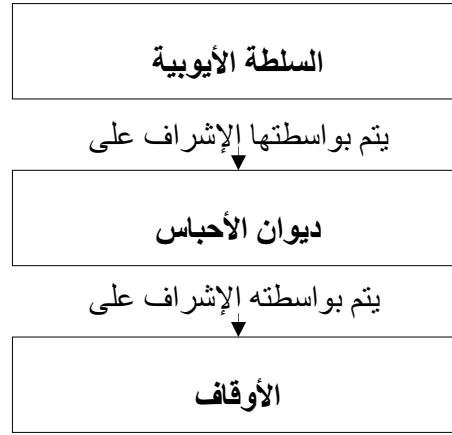 السلطة الأيوبية
يتم بواسطتها الإشراف على
ديوان الأحباس
يتم بواسطته الإشراف على
الأوقاف